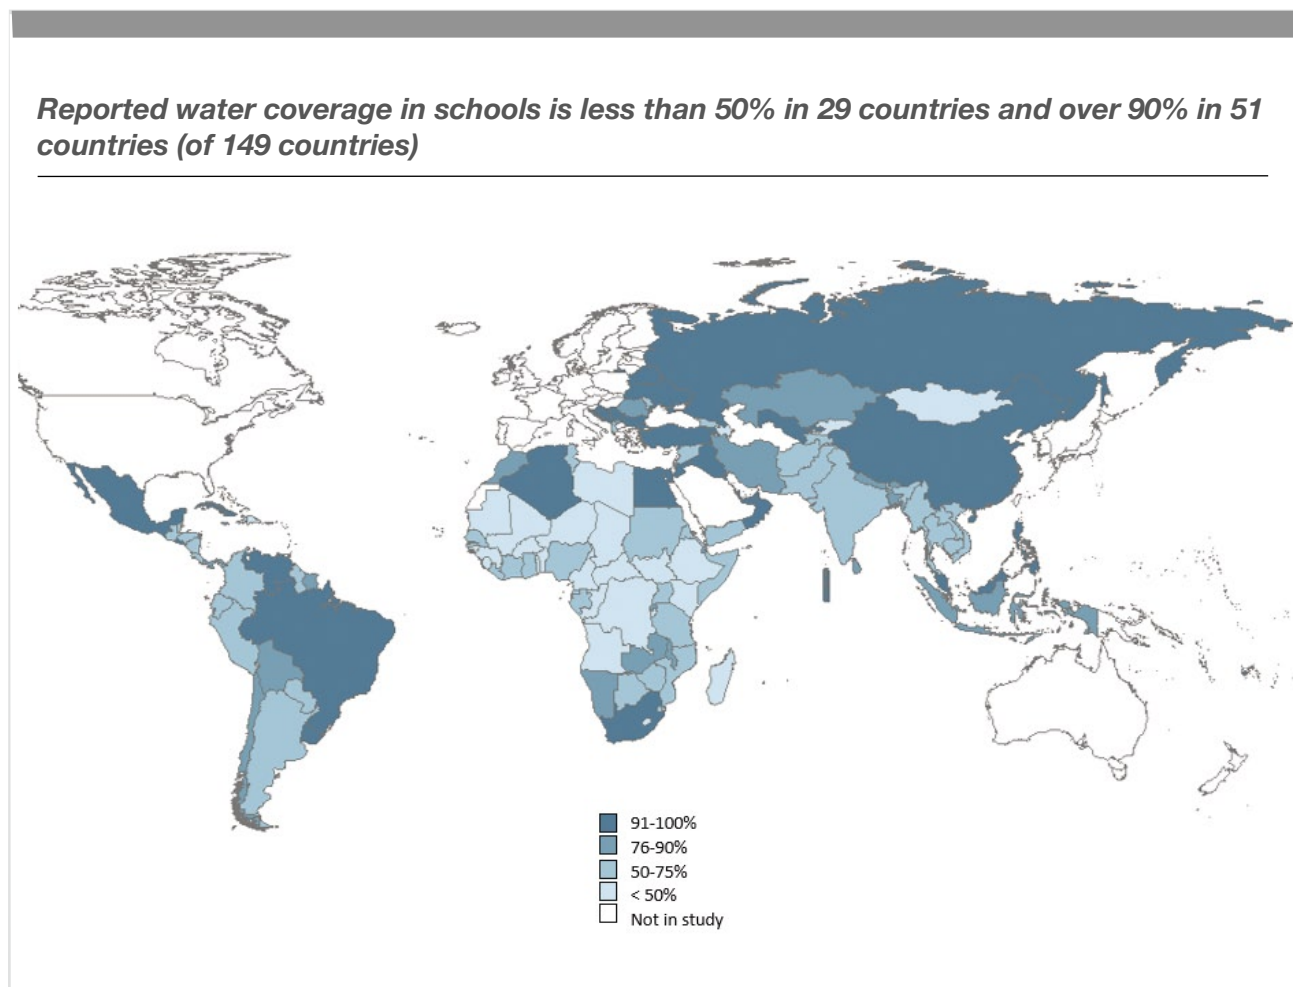 Reported water coverage in schools is less than 50% in 29 countries and over 90% in 51
countries (of 149 countries)
91-100%
76-90%
50-75%
< 50%
Not in study